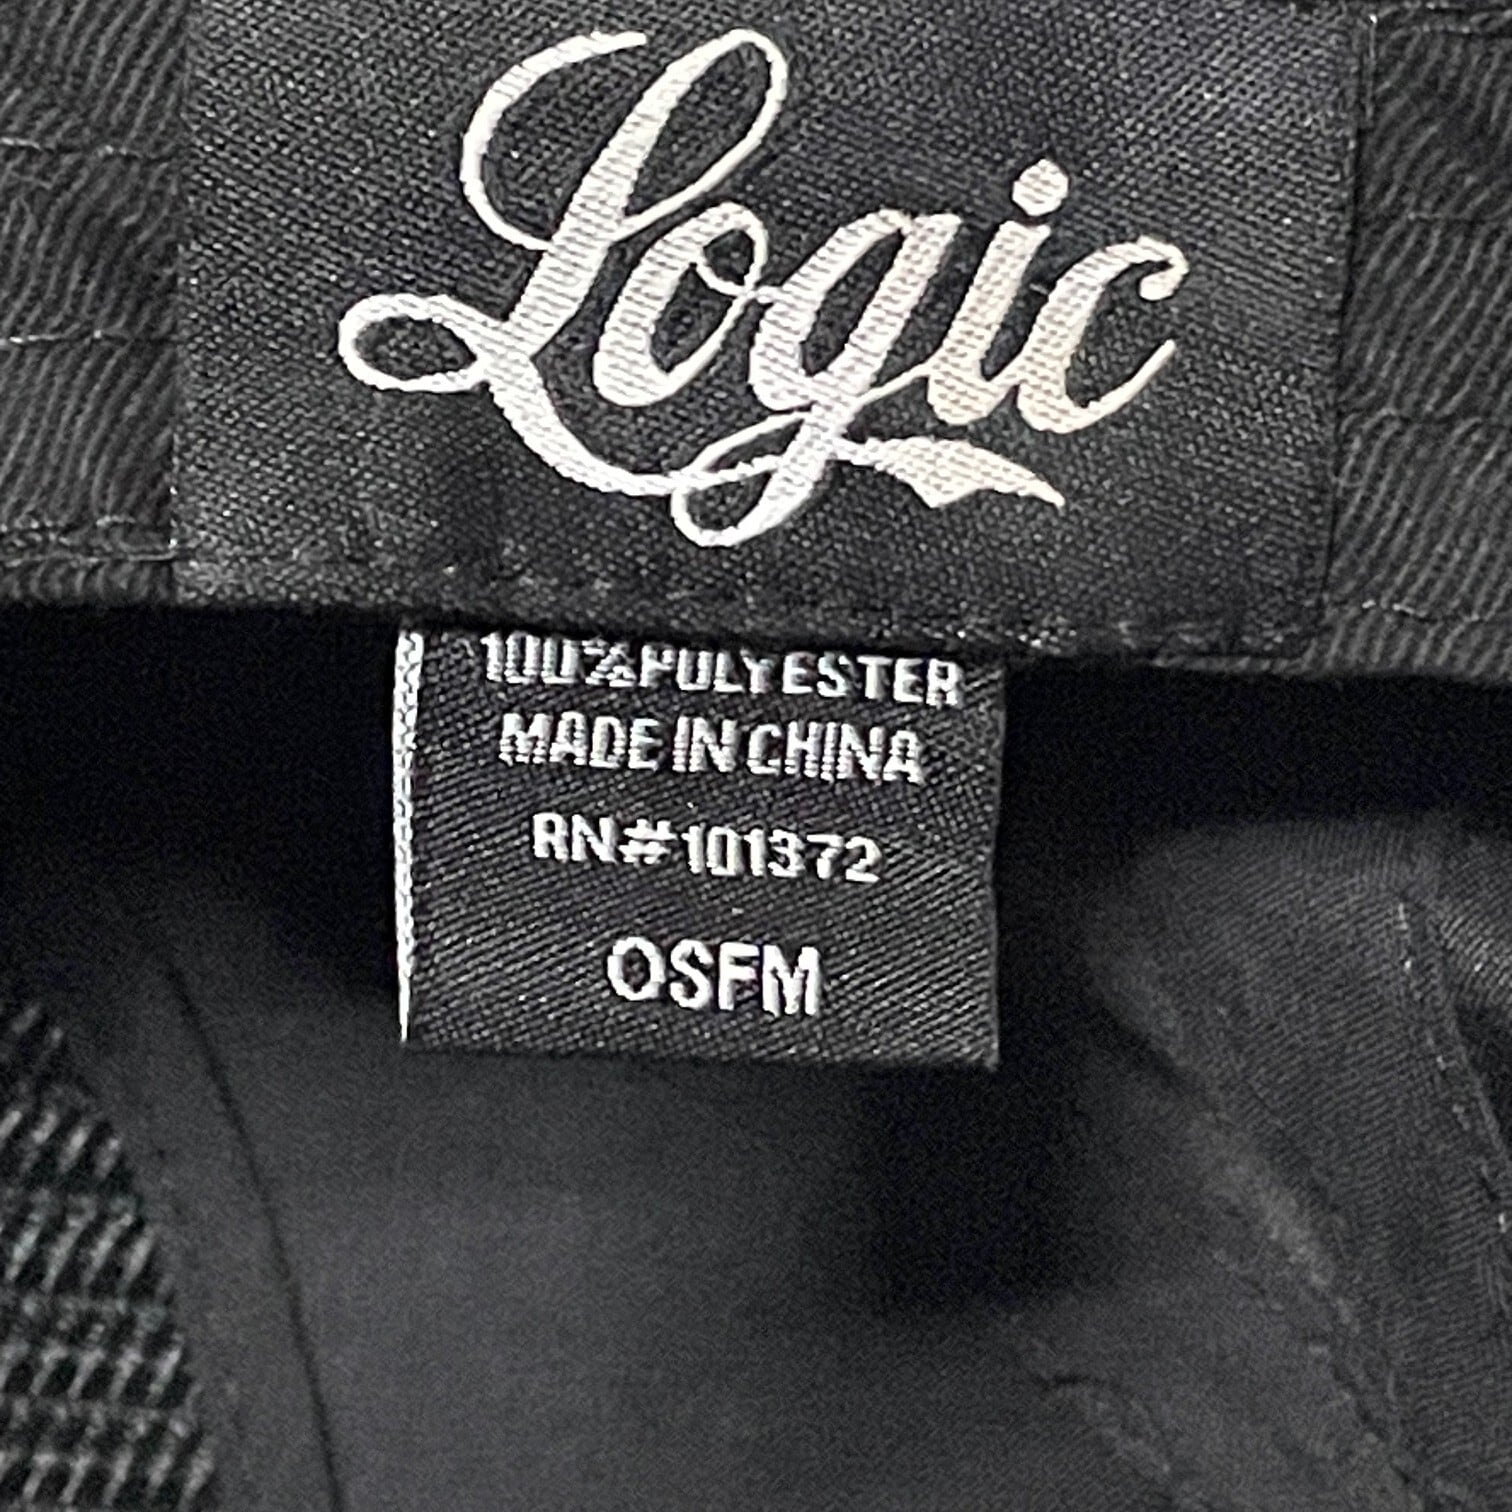 Logic
100% POLYESTER
MADE IN CHINA
RN#101372
OSFM